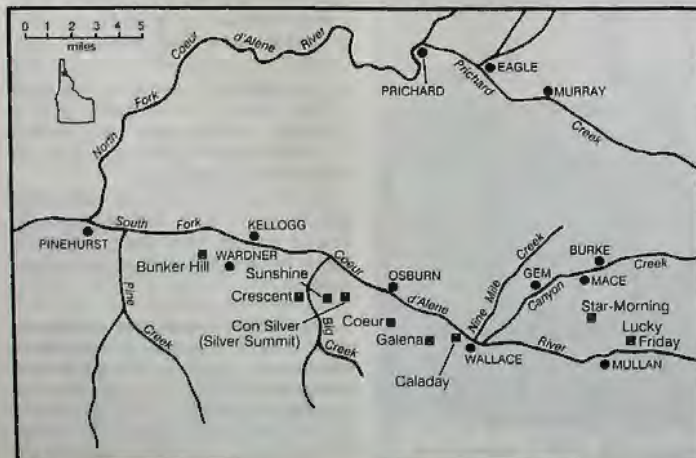 0 1 2 3 4 5
miles
North Fork Coeur d'Alene River
PRICHARD
EAGLE
MURRAY
Prichard Creek
PINEHURST
South Fork Coeur d'Alene River
KELLOGG
WARDNER
Bunker Hill
Sunshine
Crescent
Con Silver
(Silver Summit)
Pine Creek
Big Creek
OSBURN
Coeur
Galena
Caladay
WALLACE
Nine Mile Creek
GEM
Canyon Creek
BURKE
MACE
Star-Morning
Lucky
Friday
MULLAN